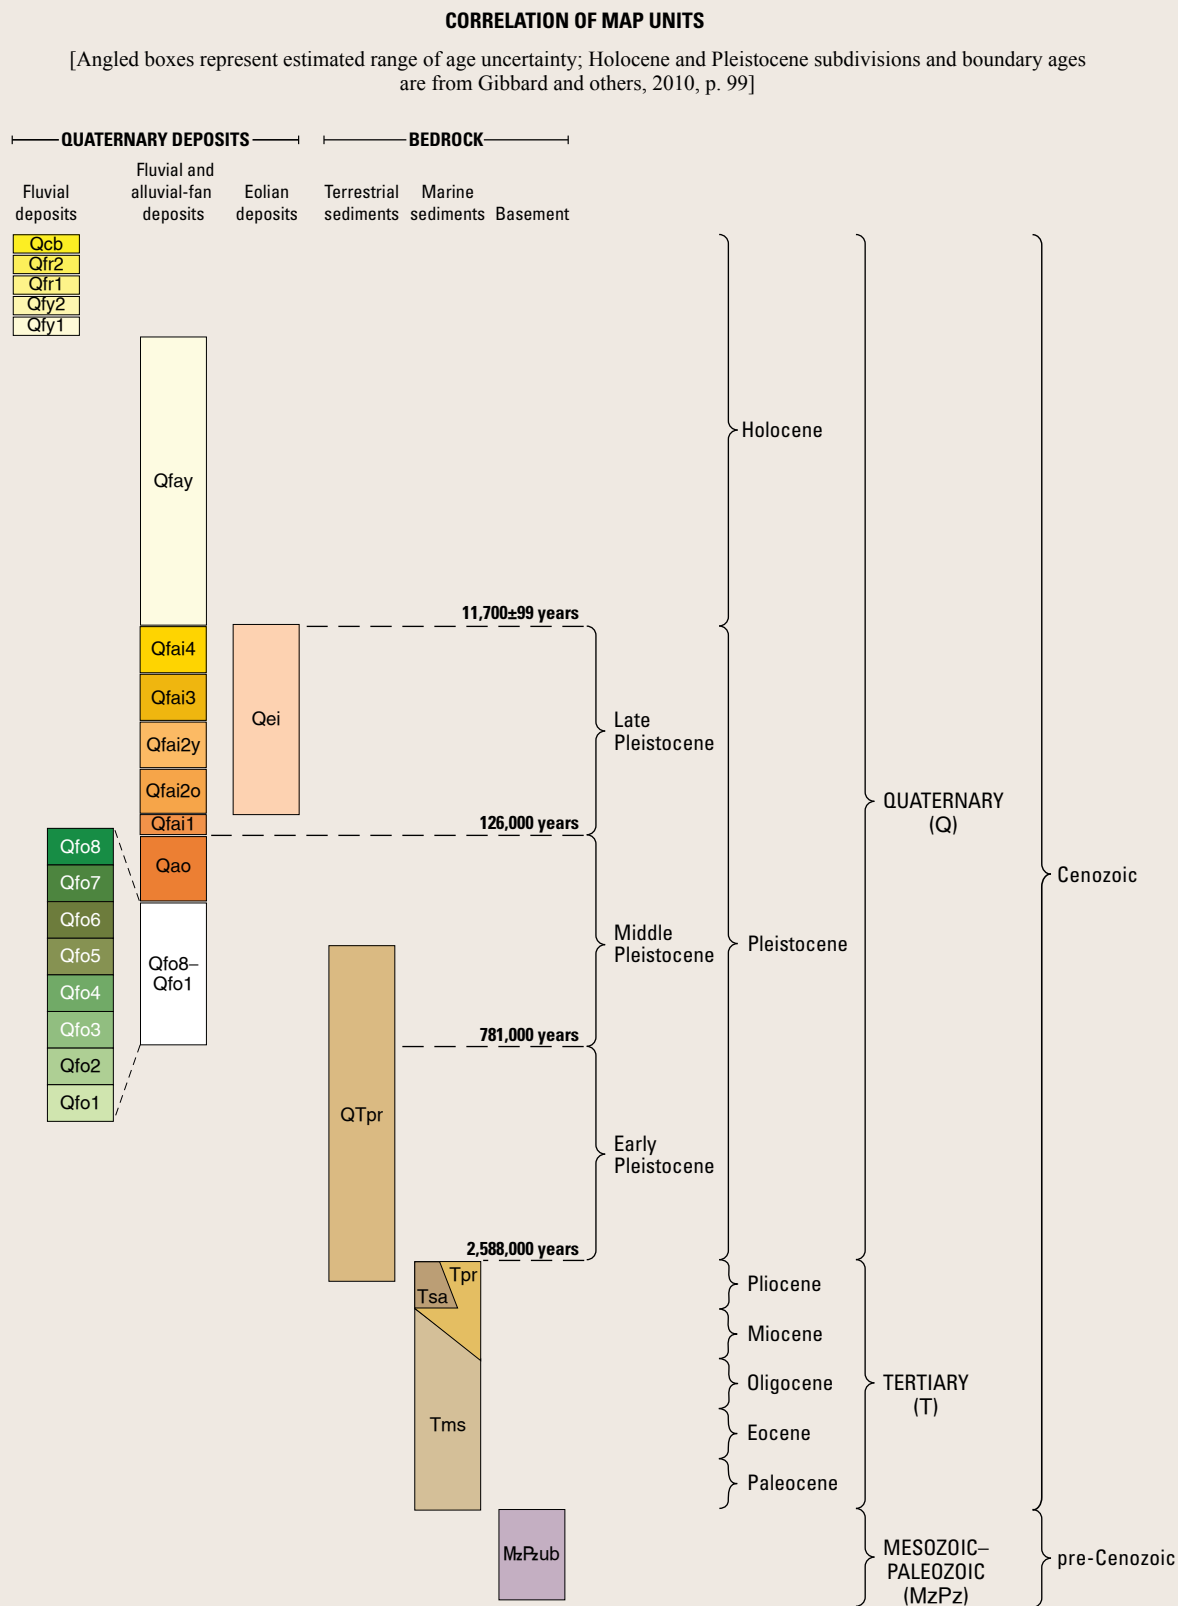 CORRELATION OF MAP UNITS
[Angled boxes represent estimated range of age uncertainty; Holocene and Pleistocene subdivisions and boundary ages
are from Gibbard and others, 2010, p. 99]
QUATERNARY DEPOSITS
BEDROCK
Fluvial
deposits
Fluvial and
alluvial-fan
deposits
Eolian
deposits
Terrestrial
sediments
Marine
sediments
Basement
Qcb
Qfr2
Qfr1
Qfy2
Qfy1
Qfay
Holocene
11,700±99 years
Qfai4
Qfai3
Qfai2y
Qfai2o
Qfai1
Qei
Late
Pleistocene
126,000 years
Qao
Qfo8
Qfo7
Qfo6
Qfo5
Qfo4
Qfo3
Qfo2
Qfo1
Qfo8–
Qfo1
Middle
Pleistocene
Pleistocene
QUATERNARY
(Q)
Cenozoic
781,000 years
QTpr
Early
Pleistocene
2,588,000 years
Tpr
Tsa
Tms
Pliocene
Miocene
Oligocene
Eocene
Paleocene
TERTIARY
(T)
MzPzub
MESOZOIC–
PALEOZOIC
(MzPz)
pre-Cenozoic